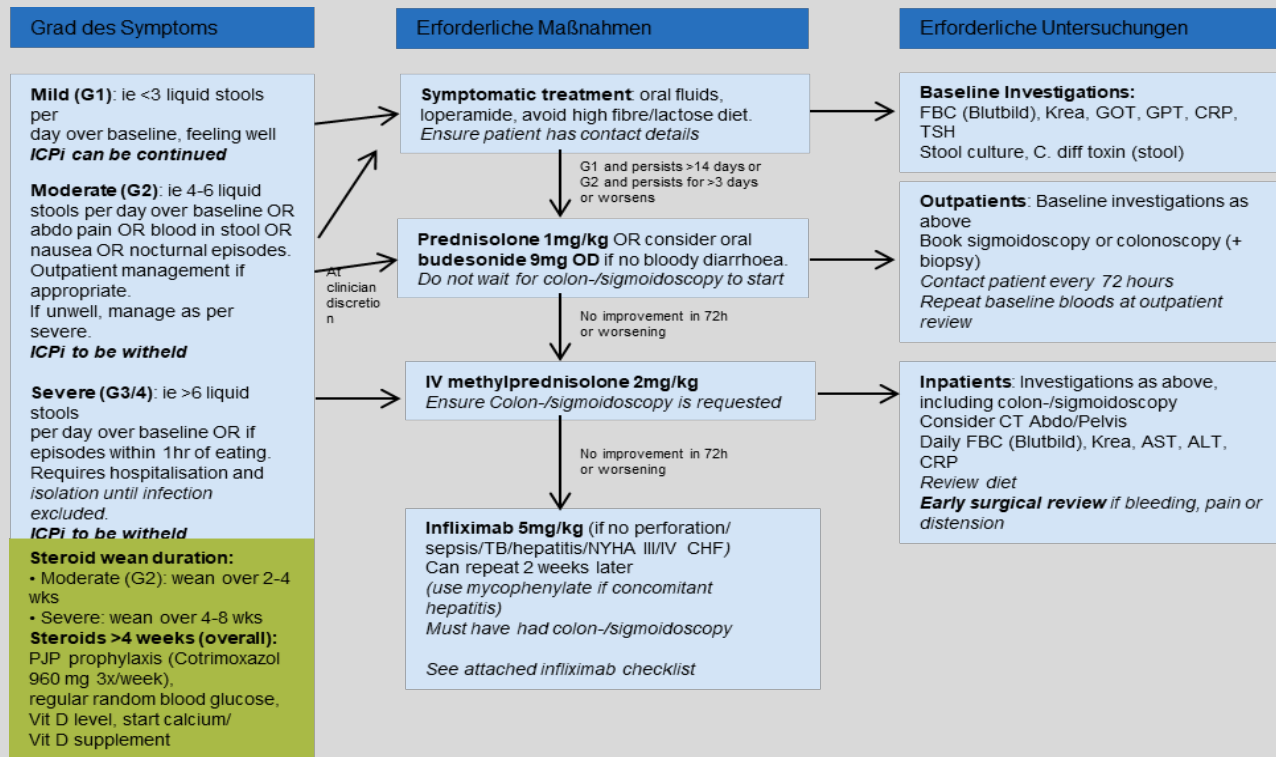 Grad des Symptoms
Erforderliche Maßnahmen
Erforderliche Untersuchungen
Mild (G1): ie <3 liquid stools
per
day over baseline, feeling well
ICPi can be continued
Moderate (G2): ie 4-6 liquid
stools per day over baseline OR
abdo pain OR blood in stool OR
nausea OR nocturnal episodes.
Outpatient management if
appropriate.
If unwell, manage as per
severe.
ICPi to be witheld
Severe (G3/4): ie >6 liquid
stools
per day over baseline OR if
episodes within 1hr of eating.
Requires hospitalisation and
isolation until infection
excluded.
ICPi to be witheld
Steroid wean duration:
• Moderate (G2): wean over 2-4
wks
• Severe: wean over 4-8 wks
Steroids >4 weeks (overall):
PJP prophylaxis (Cotrimoxazol
960 mg 3x/week),
regular random blood glucose,
Vit D level, start calcium/
Vit D supplement
At
clinician
discretio
n
Symptomatic treatment: oral fluids,
loperamide, avoid high fibre/lactose diet.
Ensure patient has contact details
G1 and persists >14 days or
G2 and persists for >3 days
or worsens
Prednisolone 1mg/kg OR consider oral
budesonide 9mg OD if no bloody diarrhoea.
Do not wait for colon-/sigmoidoscopy to start
No improvement in 72h
or worsening
IV methylprednisolone 2mg/kg
Ensure Colon-/sigmoidoscopy is requested
No improvement in 72h
or worsening
Infliximab 5mg/kg (if no perforation/
sepsis/TB/hepatitis/NYHA III/IV CHF)
Can repeat 2 weeks later
(use mycophenylate if concomitant
hepatitis)
Must have had colon-/sigmoidoscopy
See attached infliximab checklist
Baseline Investigations:
FBC (Blutbild), Krea, GOT, GPT, CRP,
TSH
Stool culture, C. diff toxin (stool)
Outpatients: Baseline investigations as
above
Book sigmoidoscopy or colonoscopy (+
biopsy)
Contact patient every 72 hours
Repeat baseline bloods at outpatient
review
Inpatients: Investigations as above,
including colon-/sigmoidoscopy
Consider CT Abdo/Pelvis
Daily FBC (Blutbild), Krea, AST, ALT,
CRP
Review diet
Early surgical review if bleeding, pain or
distension